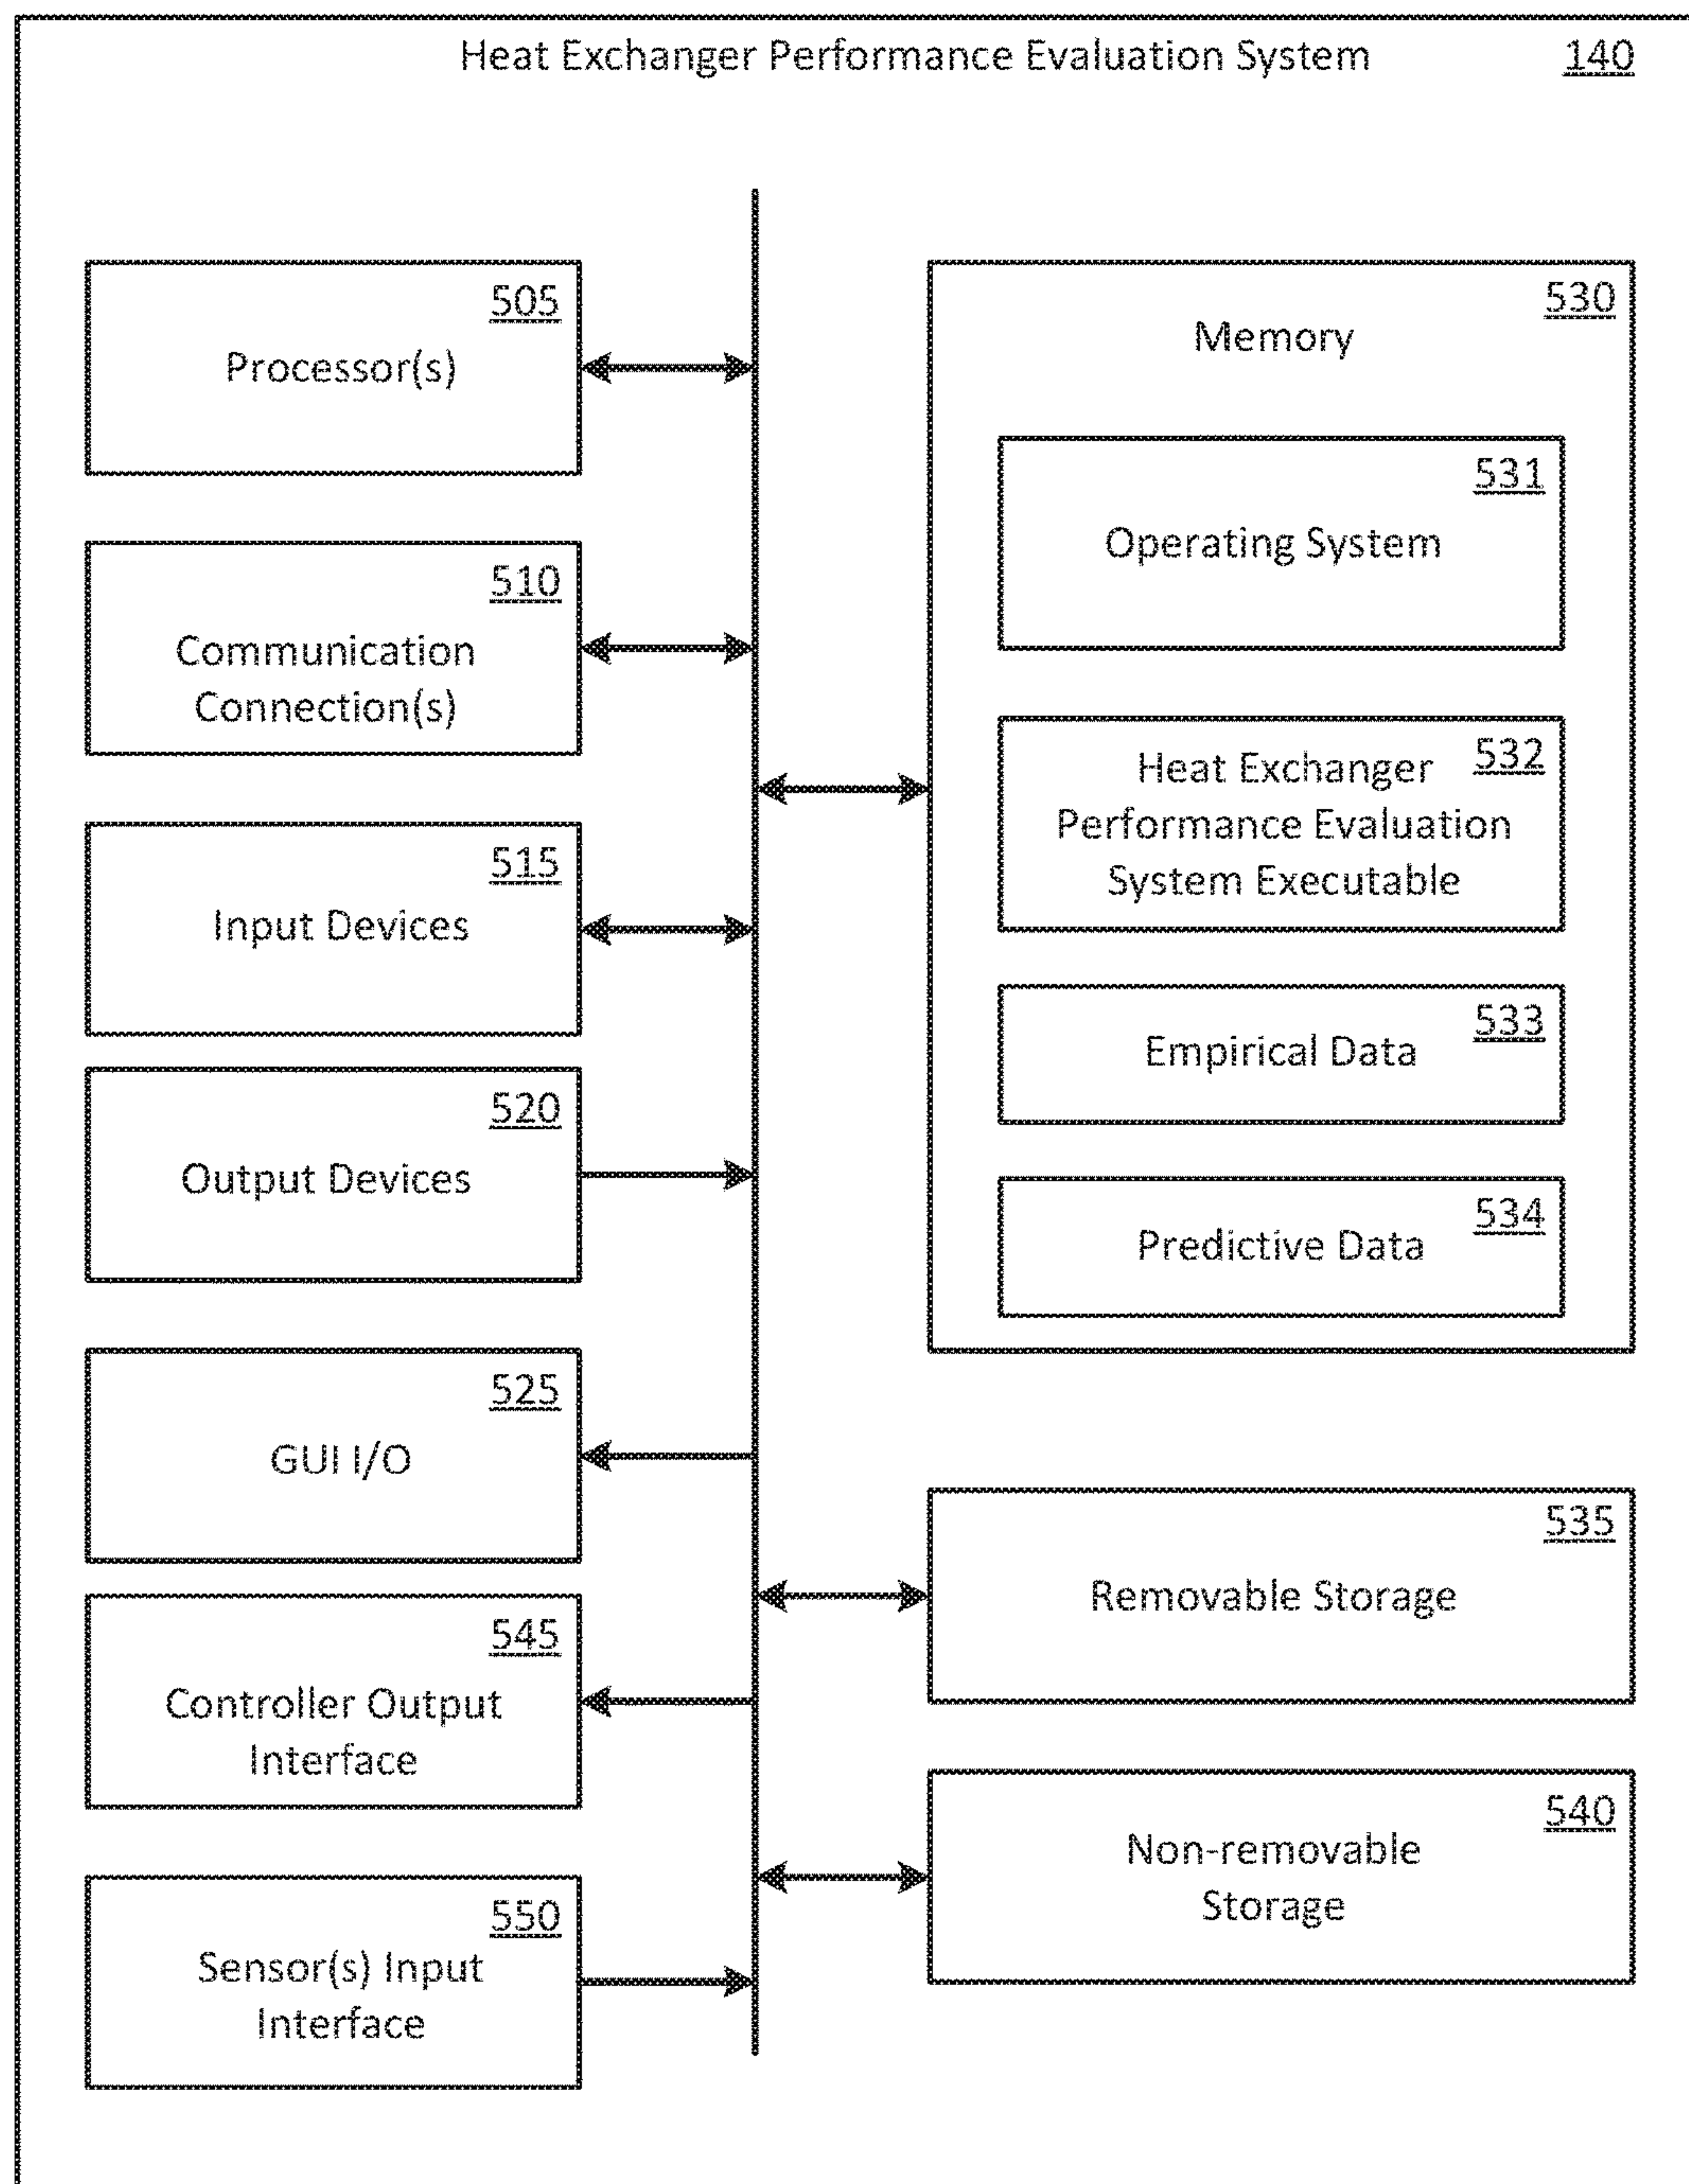 Heat Exchanger Performance Evaluation System 140
505
Processor(s)
510
Communication
Connection(s)
515
Input Devices
520
Output Devices
525
GUI I/O
545
Controller Output
Interface
550
Sensor(s) Input
Interface
530
Memory
531
Operating System
532
Heat Exchanger
Performance Evaluation
System Executable
533
Empirical Data
534
Predictive Data
535
Removable Storage
540
Non-removable
Storage